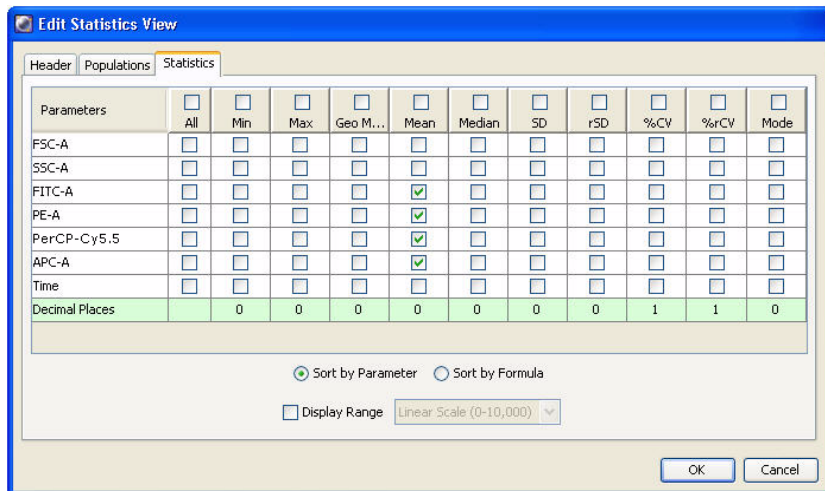 Edit Statistics View
Header Populations Statistics
Parameters All Min Max Geo M... Mean Median SD rSD %CV %rCV Mode
FSC-A
SSC-A
FITC-A
PE-A
PerCP-Cy5.5
APC-A
Time
Decimal Places 0 0 0 0 0 0 0 1 1 0
Sort by Parameter Sort by Formula
Display Range Linear Scale (0-10,000)
OK Cancel